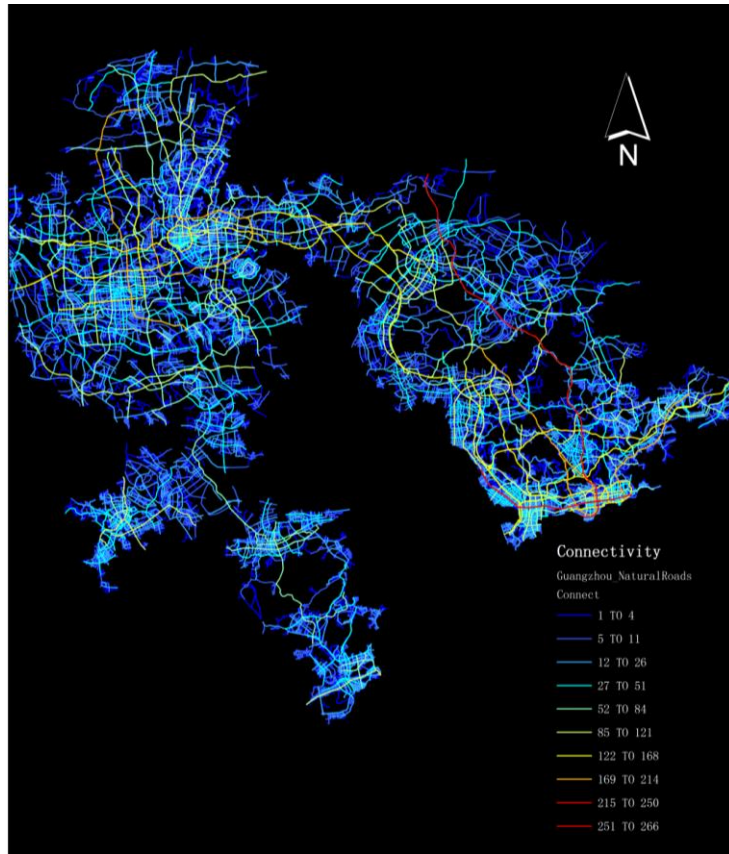 N
Connectivity
Guangzhou_NaturalRoads
Connect
1 TO 4
5 TO 11
12 TO 26
27 TO 51
52 TO 84
85 TO 121
122 TO 168
169 TO 214
215 TO 250
251 TO 266